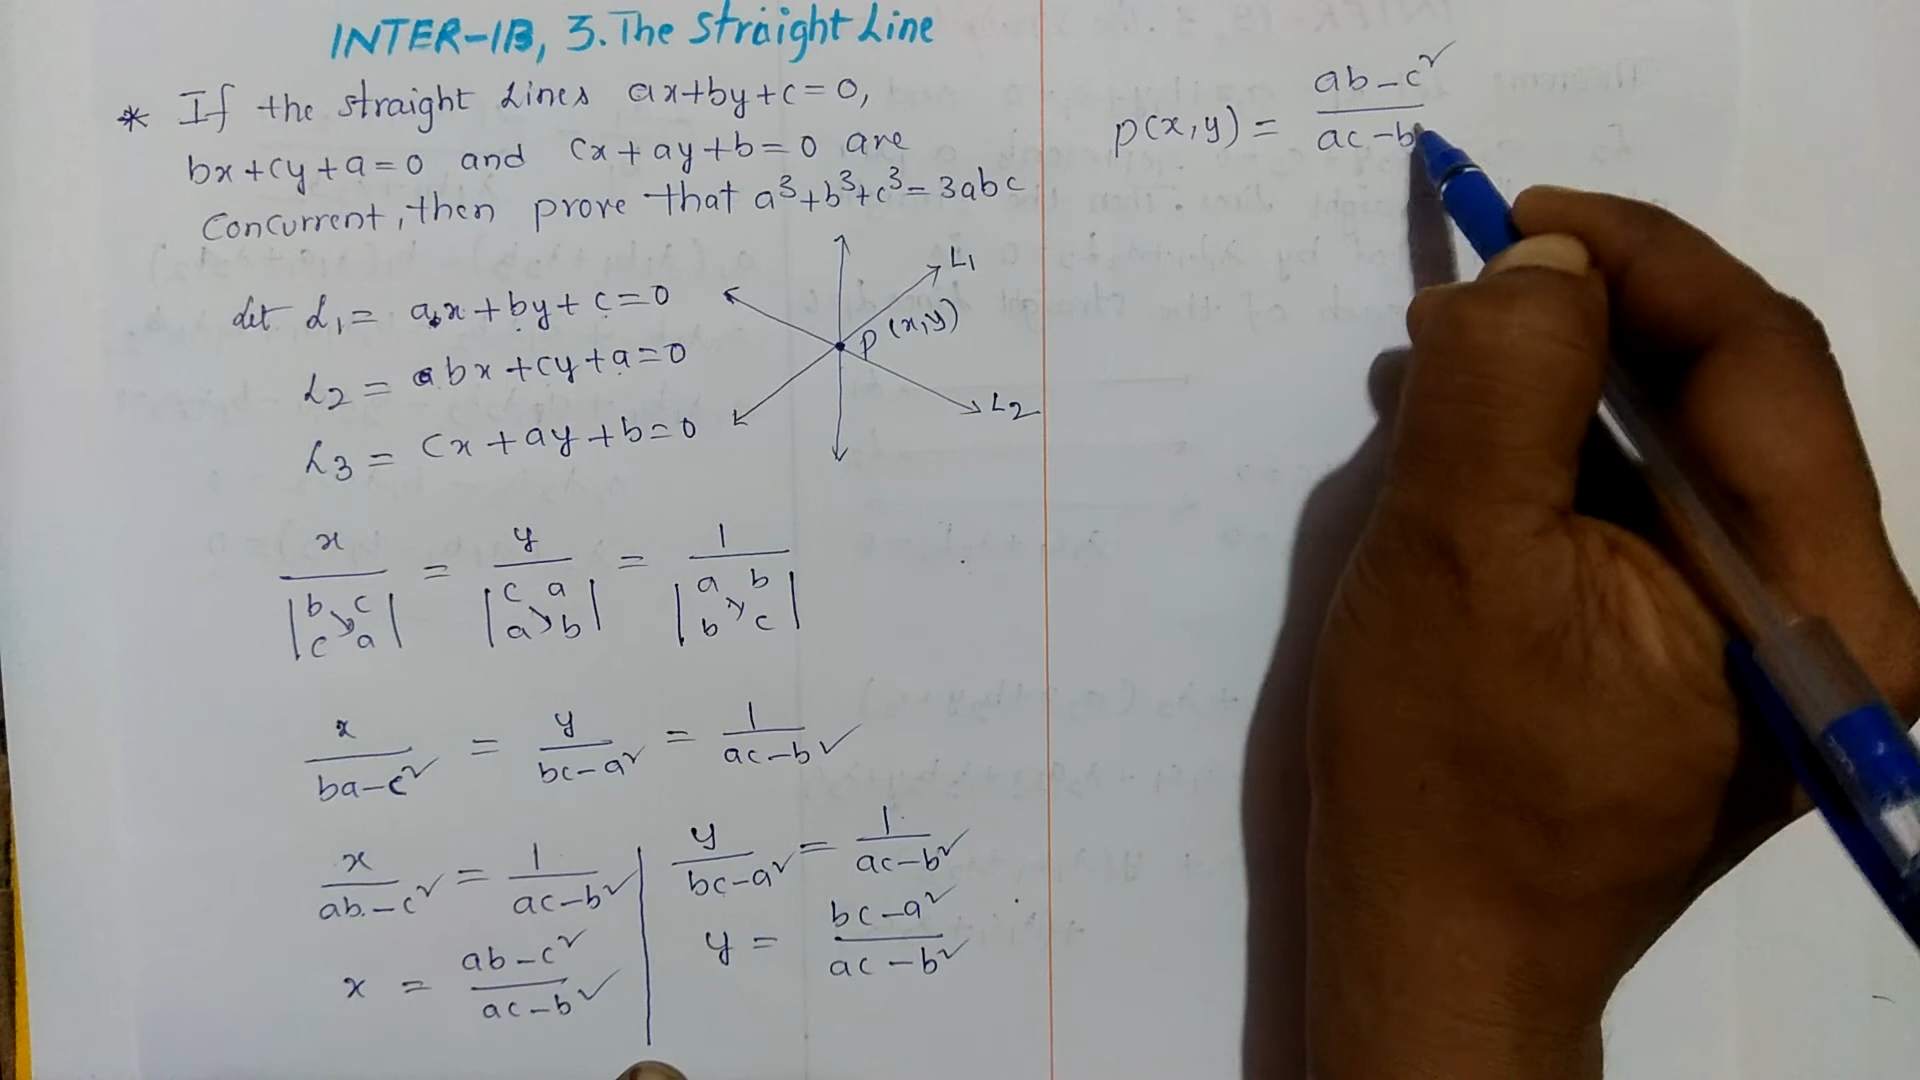 INTER-IB, 3. The Straight Line
* If the straight Lines ax+by+c=0,
bx+cy+a=0 and cx+ay+b=0 are
Concurrent, then prove that a³+b³+c³=3abc
Let L₁ = ax+by+c=0
L₂ = bx+cy+a=0
L₃ = cx+ay+b=0
L₁
P (x,y)
L₂
x/|b c; c a| = y/|c a; a b| = 1/|a b; b c|
x/(ba-c²) = y/(bc-a²) = 1/(ac-b²)
x/(ab-c²) = 1/(ac-b²)
x = (ab-c²)/(ac-b²)
y/(bc-a²) = 1/(ac-b²)
y = (bc-a²)/(ac-b²)
P(x,y) = (ab-c²)/(ac-b